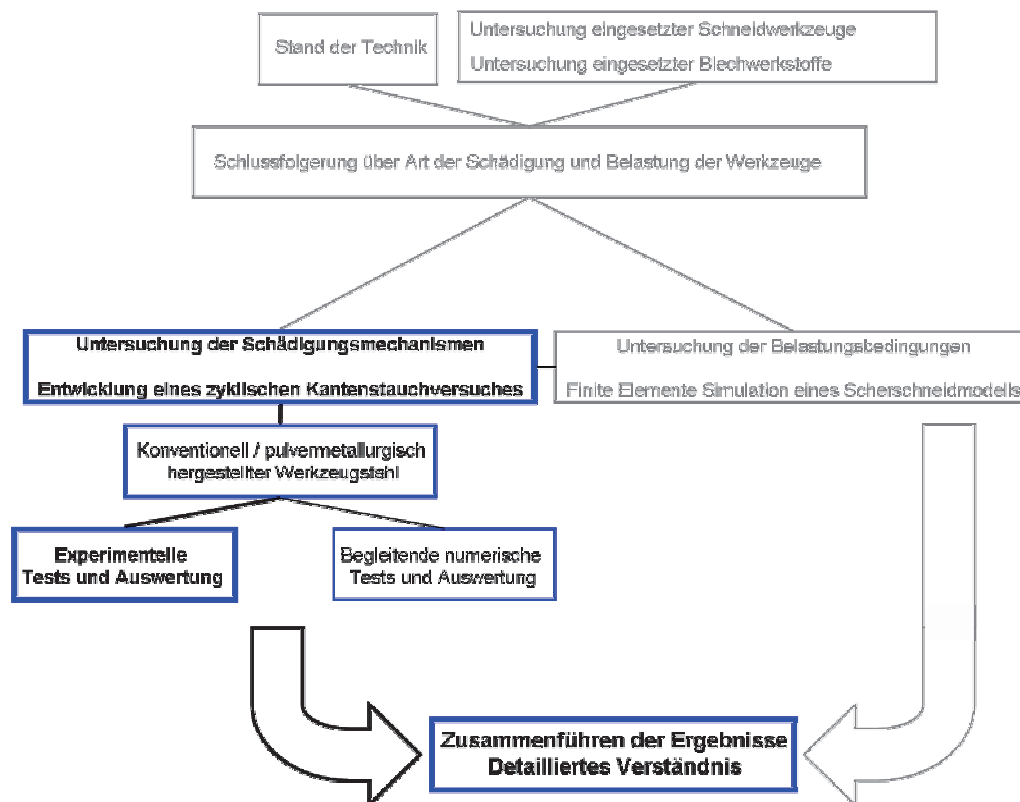 Stand der Technik
Untersuchung eingesetzter Schneidwerkzeuge
Untersuchung eingesetzter Blechwerkstoffe
Schlussfolgerung über Art der Schädigung und Belastung der Werkzeuge
Untersuchung der Schädigungsmechanismen
Entwicklung eines zyklischen Kantenstauchversuches
Untersuchung der Belastungsbedingungen
Finite Elemente Simulation eines Scherschneidmodells
Konventionell / pulvermetallurgisch
hergestellter Werkzeugstahl
Experimentelle
Tests und Auswertung
Begleitende numerische
Tests und Auswertung
Zusammenführen der Ergebnisse
Detailliertes Verständnis